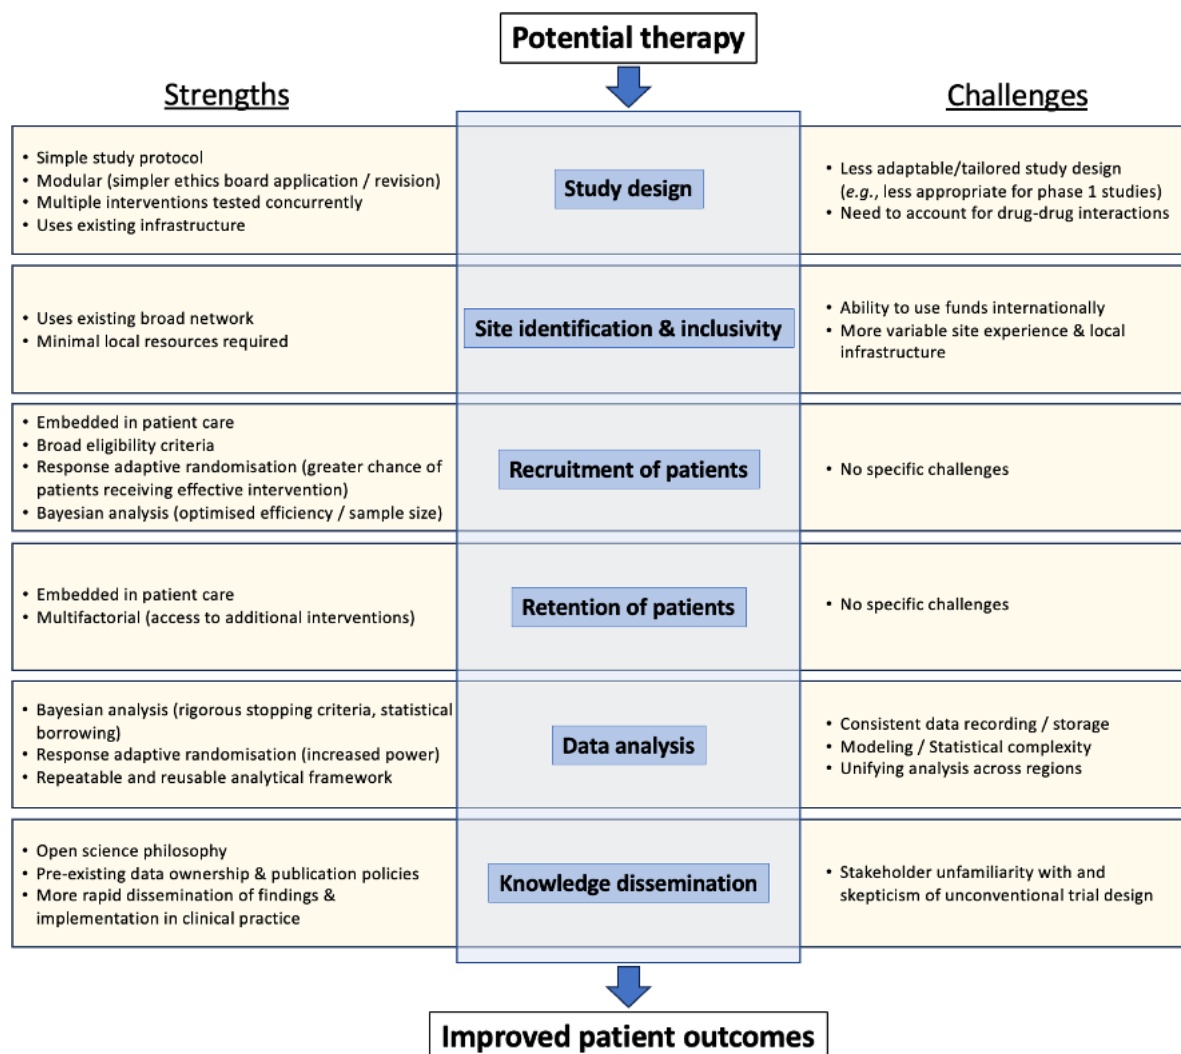 Potential therapy
Strengths
Challenges
• Simple study protocol
• Modular (simpler ethics board application / revision)
• Multiple interventions tested concurrently
• Uses existing infrastructure
Study design
• Less adaptable/tailored study design
(e.g., less appropriate for phase 1 studies)
• Need to account for drug-drug interactions
• Uses existing broad network
• Minimal local resources required
Site identification & inclusivity
• Ability to use funds internationally
• More variable site experience & local
infrastructure
• Embedded in patient care
• Broad eligibility criteria
• Response adaptive randomisation (greater chance of
patients receiving effective intervention)
• Bayesian analysis (optimised efficiency / sample size)
Recruitment of patients
• No specific challenges
• Embedded in patient care
• Multifactorial (access to additional interventions)
Retention of patients
• No specific challenges
• Bayesian analysis (rigorous stopping criteria, statistical
borrowing)
• Response adaptive randomisation (increased power)
• Repeatable and reusable analytical framework
Data analysis
• Consistent data recording / storage
• Modeling / Statistical complexity
• Unifying analysis across regions
• Open science philosophy
• Pre-existing data ownership & publication policies
• More rapid dissemination of findings &
implementation in clinical practice
Knowledge dissemination
• Stakeholder unfamiliarity with and
skepticism of unconventional trial design
Improved patient outcomes